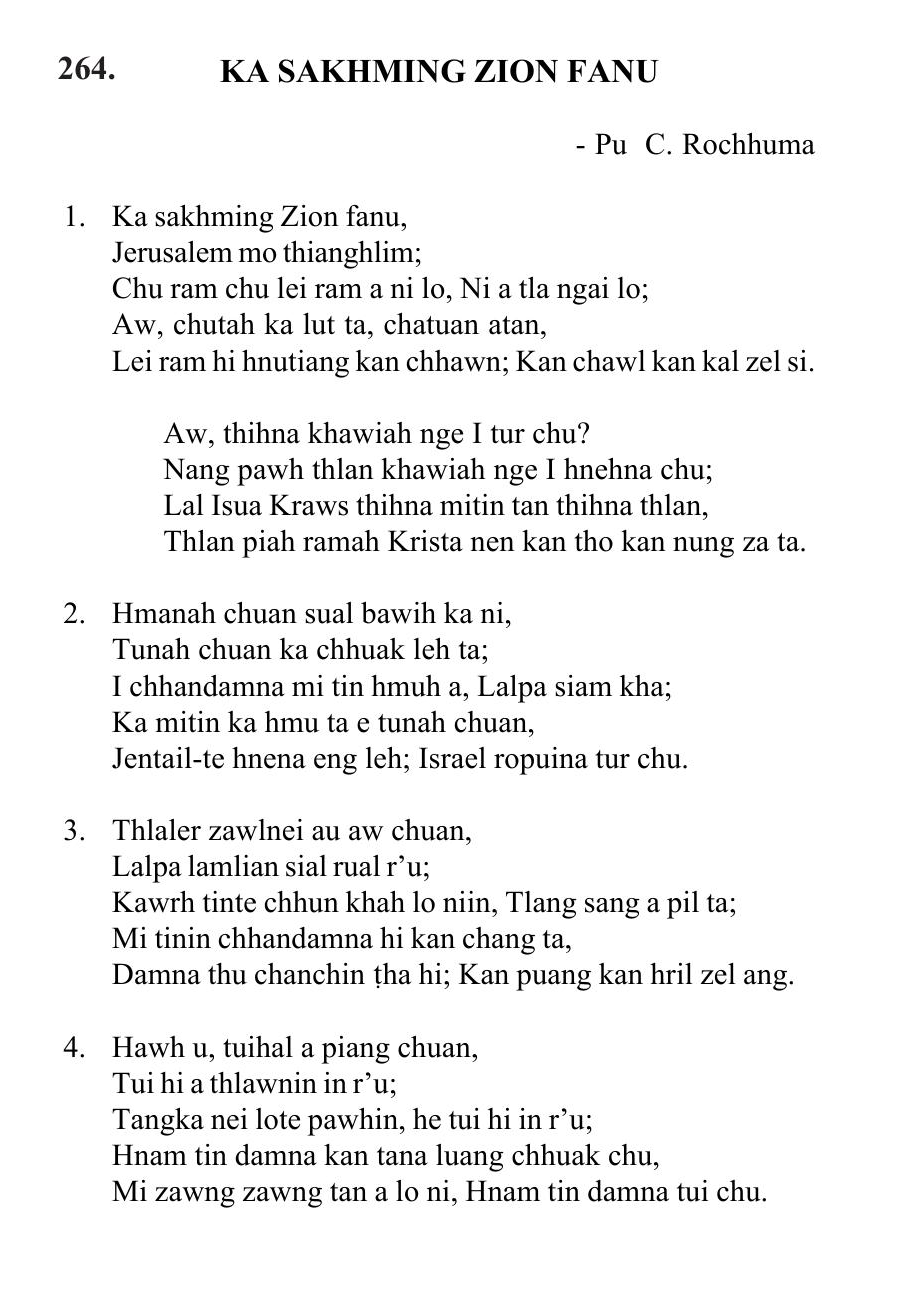 264. KA SAKHMING ZION FANU
- Pu C. Rochhuma
1. Ka sakhming Zion fanu,
Jerusalem mo thianghlim;
Chu ram chu lei ram a ni lo, Ni a tla ngai lo;
Aw, chutah ka lut ta, chatuan atan,
Lei ram hi hnutiang kan chhawn; Kan chawl kan kal zel si.
Aw, thihna khawiah nge I tur chu?
Nang pawh thlan khawiah nge I hnehna chu;
Lal Isua Kraws thihna mitin tan thihna thlan,
Thlan piah ramah Krista nen kan tho kan nung za ta.
2. Hmanah chuan sual bawih ka ni,
Tunah chuan ka chhuak leh ta;
I chhandamna mi tin hmuh a, Lalpa siam kha;
Ka mitin ka hmu ta e tunah chuan,
Jentail-te hnena eng leh; Israel ropuina tur chu.
3. Thlaler zawlnei au aw chuan,
Lalpa lamlian sial rual r’u;
Kawrh tinte chhun khah lo niin, Tlang sang a pil ta;
Mi tinin chhandamna hi kan chang ta,
Damna thu chanchin ṭha hi; Kan puang kan hril zel ang.
4. Hawh u, tuihal a piang chuan,
Tui hi a thlawnin in r’u;
Tangka nei lote pawhin, he tui hi in r’u;
Hnam tin damna kan tana luang chhuak chu,
Mi zawng zawng tan a lo ni, Hnam tin damna tui chu.